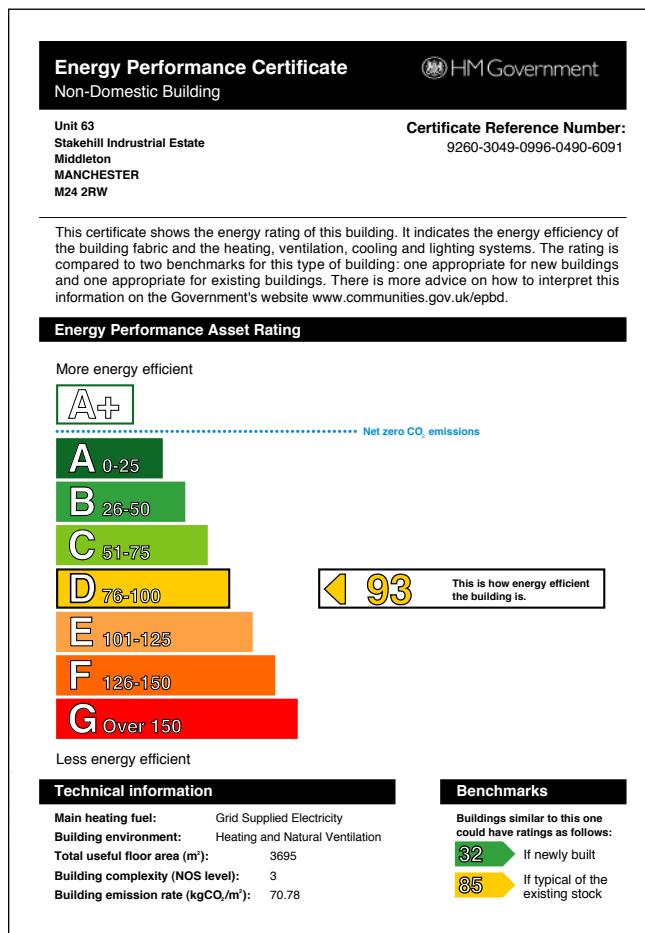 Energy Performance Certificate
Non-Domestic Building
HM Government
Unit 63
Stakehill Indrustrial Estate
Middleton
MANCHESTER
M24 2RW
Certificate Reference Number:
9260-3049-0996-0490-6091
This certificate shows the energy rating of this building. It indicates the energy efficiency of
the building fabric and the heating, ventilation, cooling and lighting systems. The rating is
compared to two benchmarks for this type of building: one appropriate for new buildings
and one appropriate for existing buildings. There is more advice on how to interpret this
information on the Government's website www.communities.gov.uk/epbd.
Energy Performance Asset Rating
More energy efficient
A+
Net zero CO₂ emissions
A 0-25
B 26-50
C 51-75
D 76-100
93
This is how energy efficient
the building is.
E 101-125
F 126-150
G Over 150
Less energy efficient
Technical information
Main heating fuel: Grid Supplied Electricity
Building environment: Heating and Natural Ventilation
Total useful floor area (m²): 3695
Building complexity (NOS level): 3
Building emission rate (kgCO₂/m²): 70.78
Benchmarks
Buildings similar to this one
could have ratings as follows:
32 If newly built
85 If typical of the
existing stock